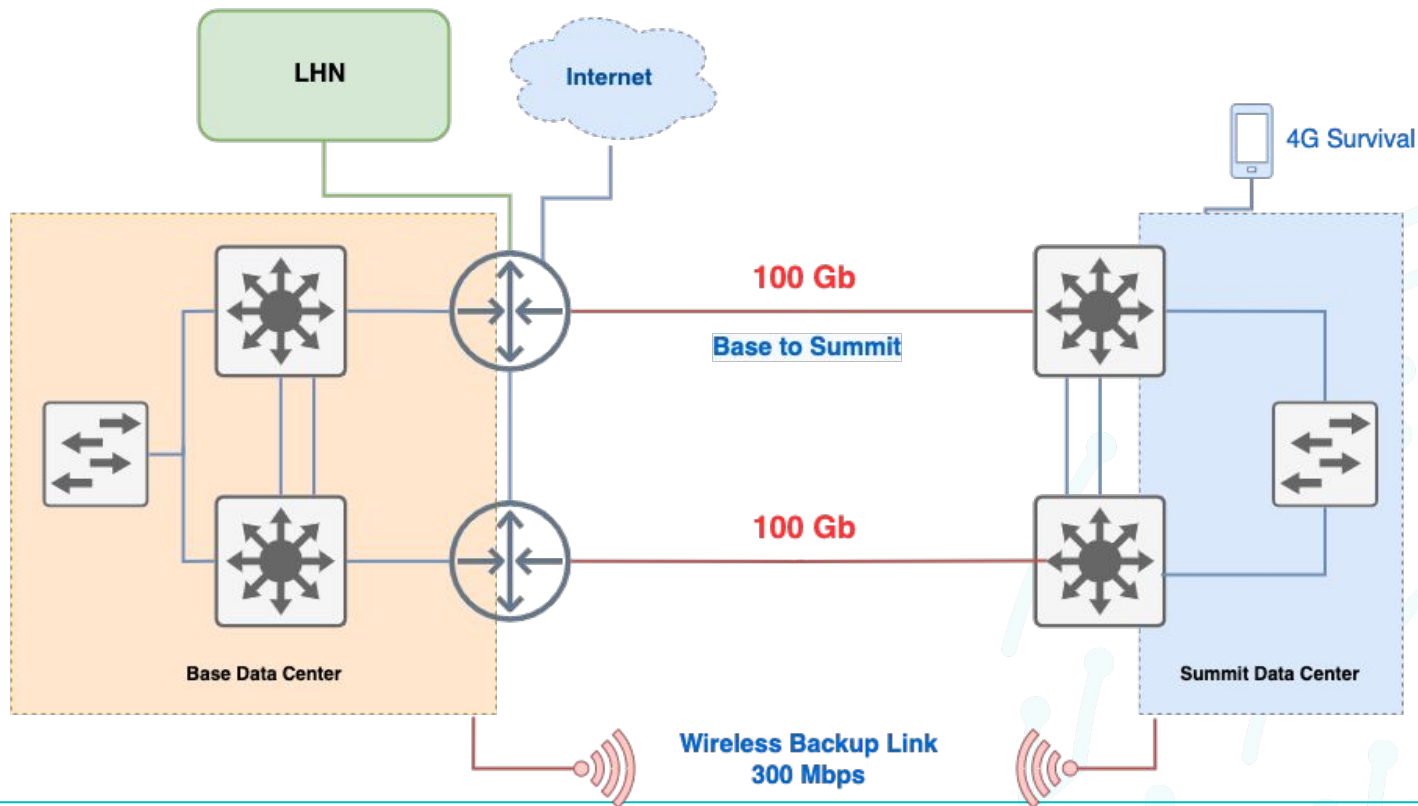 LHN
Internet
4G Survival
100 Gb
Base to Summit
100 Gb
Base Data Center
Summit Data Center
Wireless Backup Link
300 Mbps